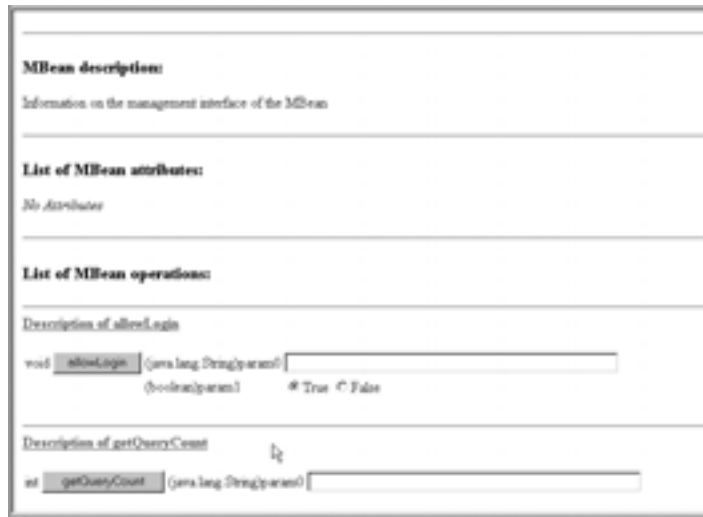 MBean description:
Information on the management interface of the MBean
List of MBean attributes:
No Attributes
List of MBean operations:
Description of allowLogin
void allowLogin (java.lang.String)param0
(boolean)param1 True False
Description of getQueryCount
int getQueryCount (java.lang.String)param0